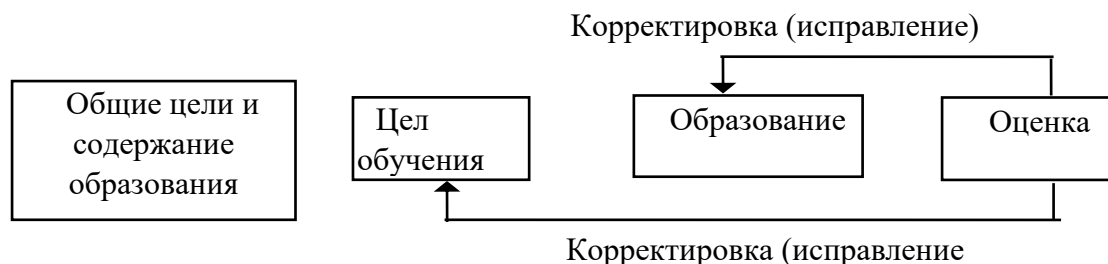 Корректировка (исправление)
Общие цели и
содержание
образования
Цел
обучения
Образование
Оценка
Корректировка (исправление